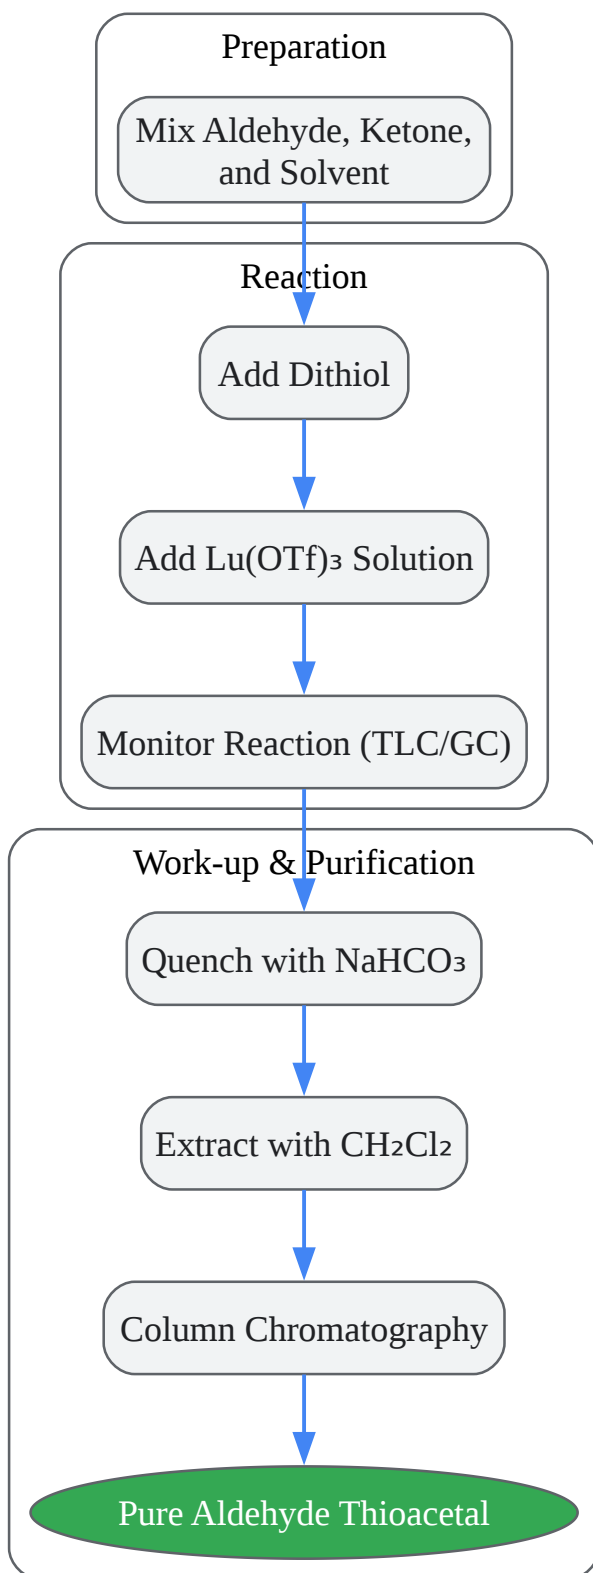 Preparation
Mix Aldehyde, Ketone,
and Solvent
Reaction
Add Dithiol
Add Lu(OTf)₃ Solution
Monitor Reaction (TLC/GC)
Work-up & Purification
Quench with NaHCO₃
Extract with CH₂Cl₂
Column Chromatography
Pure Aldehyde Thioacetal